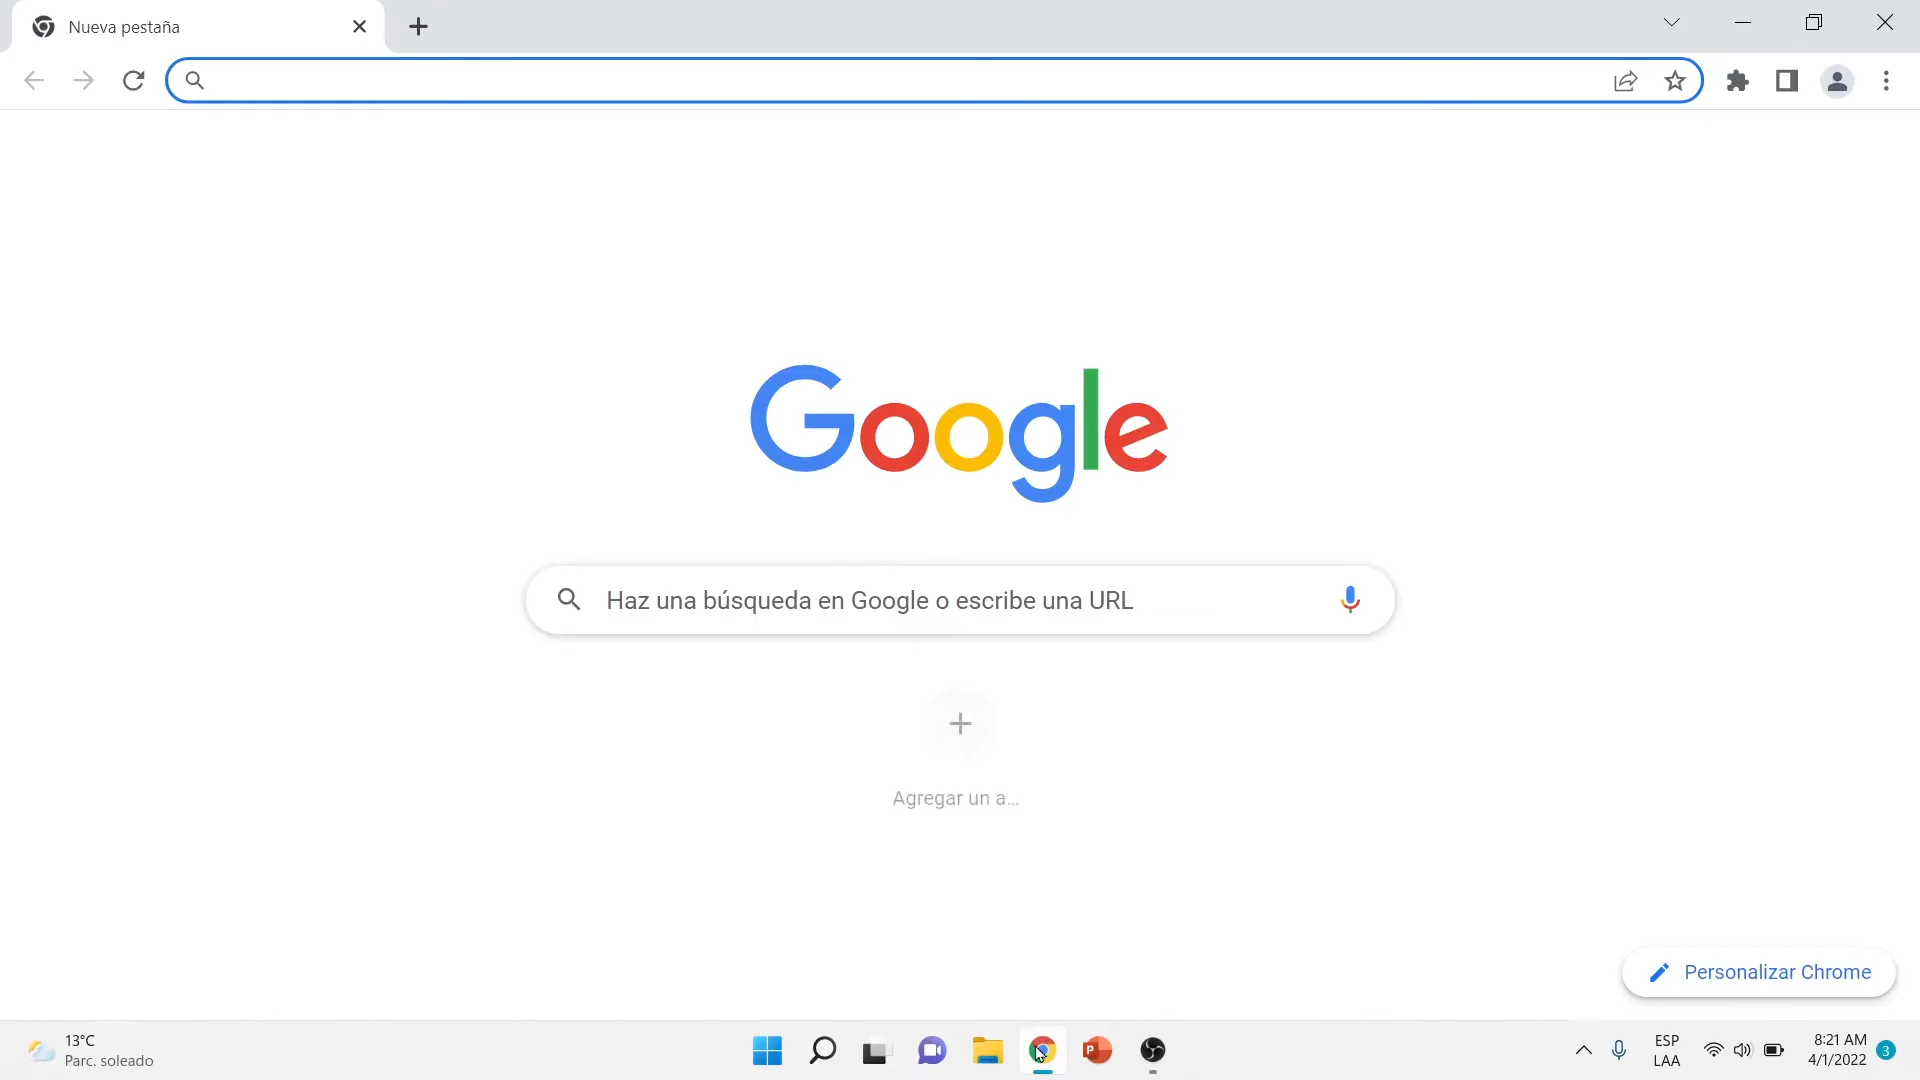 Nueva pestaña
Google
Haz una búsqueda en Google o escribe una URL
Agregar un a...
Personalizar Chrome
13°C
Parc. soleado
ESP
LAA
8:21 AM
4/1/2022
3